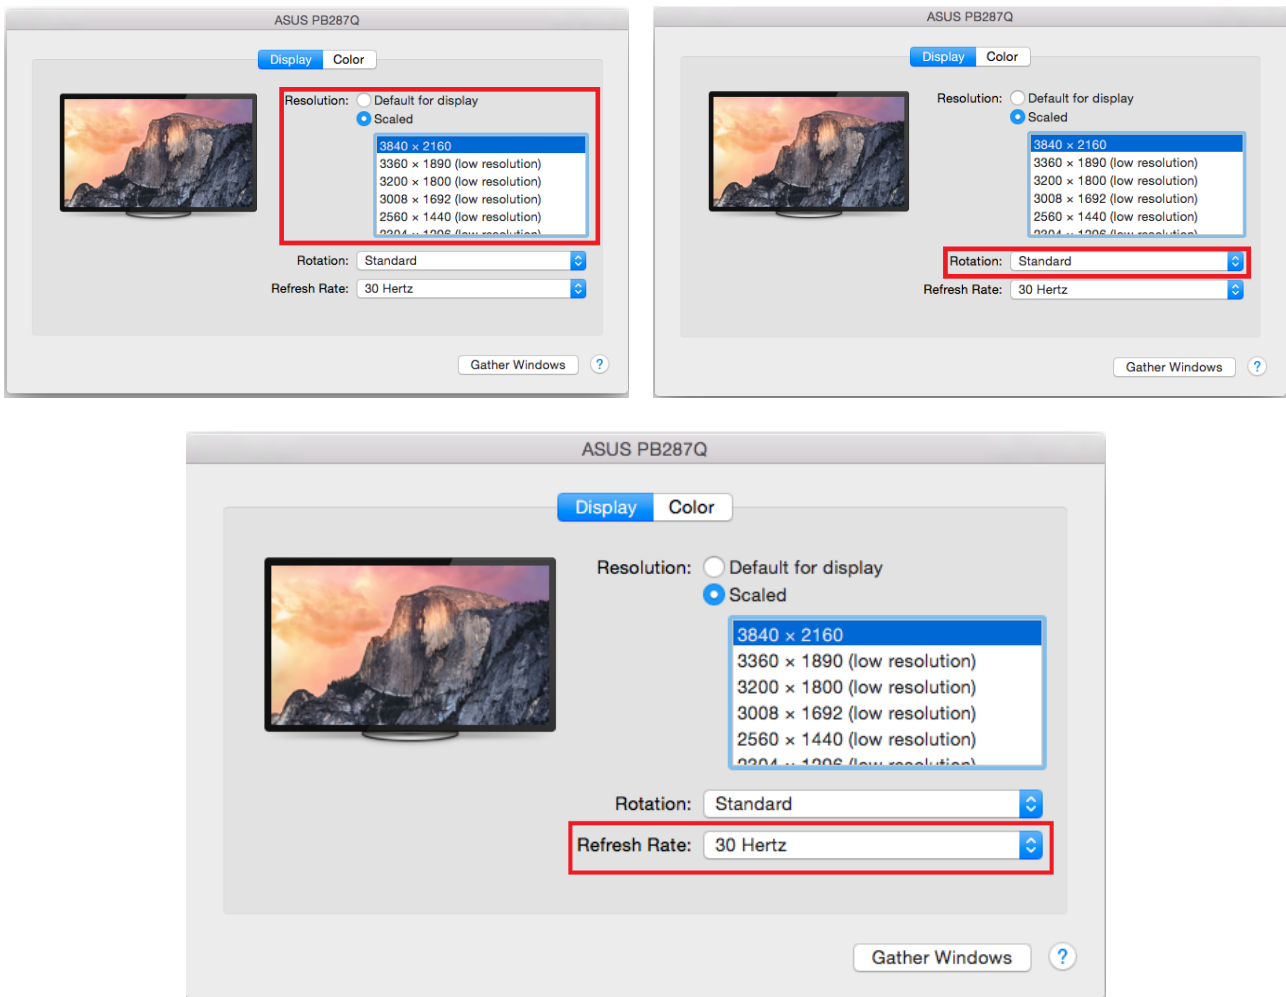 ASUS PB287Q
Display Color
Resolution: Default for display
Scaled
3840 × 2160
3360 × 1890 (low resolution)
3200 × 1800 (low resolution)
3008 × 1692 (low resolution)
2560 × 1440 (low resolution)
Rotation: Standard
Refresh Rate: 30 Hertz
Gather Windows ?
ASUS PB287Q
Display Color
Resolution: Default for display
Scaled
3840 × 2160
3360 × 1890 (low resolution)
3200 × 1800 (low resolution)
3008 × 1692 (low resolution)
2560 × 1440 (low resolution)
Rotation: Standard
Refresh Rate: 30 Hertz
Gather Windows ?
ASUS PB287Q
Display Color
Resolution: Default for display
Scaled
3840 × 2160
3360 × 1890 (low resolution)
3200 × 1800 (low resolution)
3008 × 1692 (low resolution)
2560 × 1440 (low resolution)
Rotation: Standard
Refresh Rate: 30 Hertz
Gather Windows ?